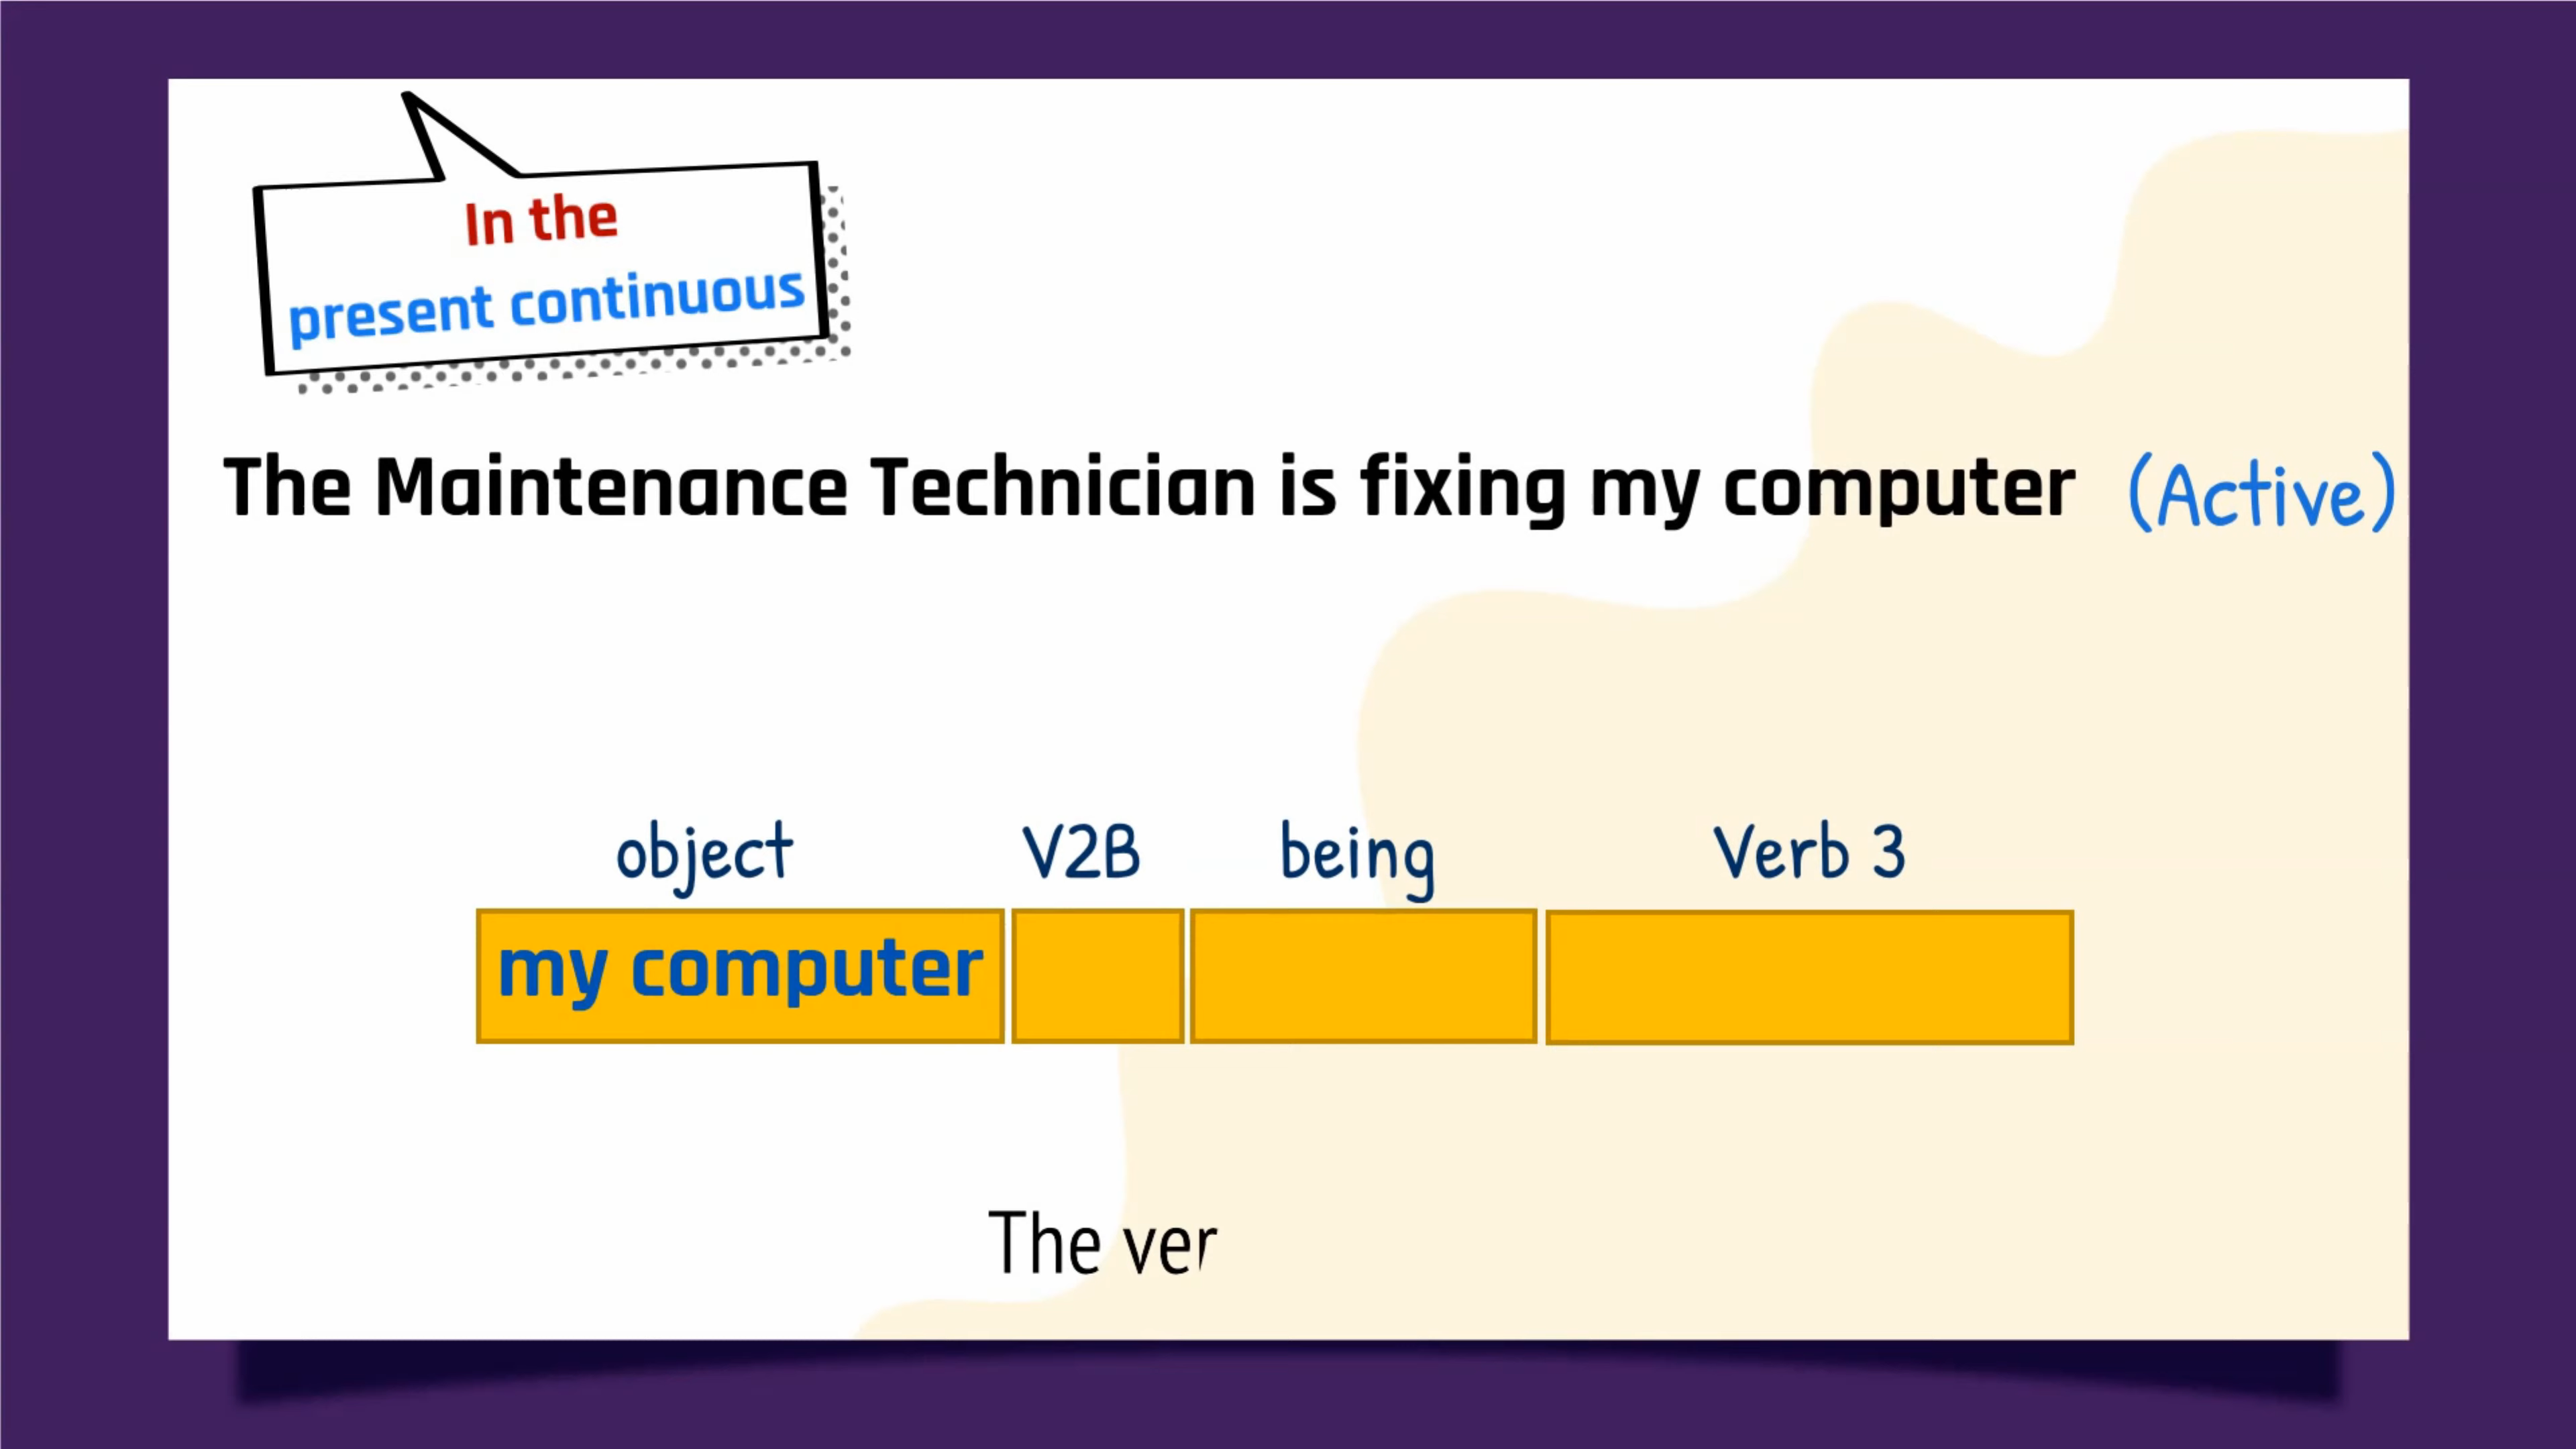 In the
present continuous
The Maintenance Technician is fixing my computer (Active)
object V2B being Verb 3
my computer
The ver